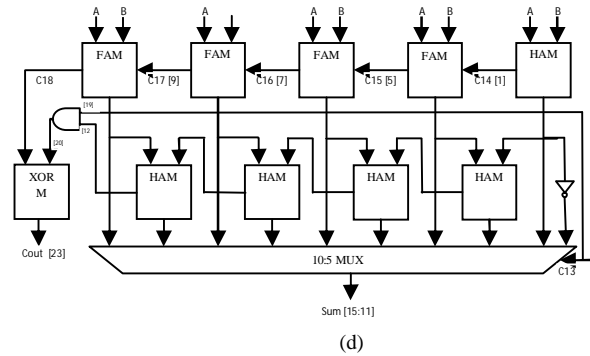 A B A A B A B A B
FAM FAM FAM FAM HAM
C18 C17 [9] C16 [7] C15 [5] C14 [1]
[19]
[12
[20]
XOR
M
HAM HAM HAM HAM
Cout [23]
10:5 MUX
C13
Sum [15:11]
(d)